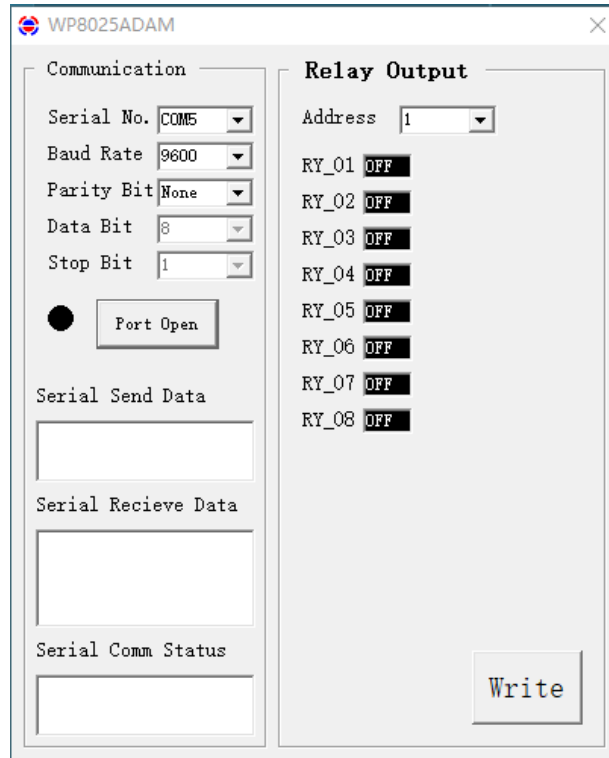 WP8025ADAM
Communication
Serial No. COM5
Baud Rate 9600
Parity Bit None
Data Bit 8
Stop Bit 1
Port Open
Serial Send Data
Serial Recieve Data
Serial Comm Status
Relay Output
Address 1
RY_01 OFF
RY_02 OFF
RY_03 OFF
RY_04 OFF
RY_05 OFF
RY_06 OFF
RY_07 OFF
RY_08 OFF
Write